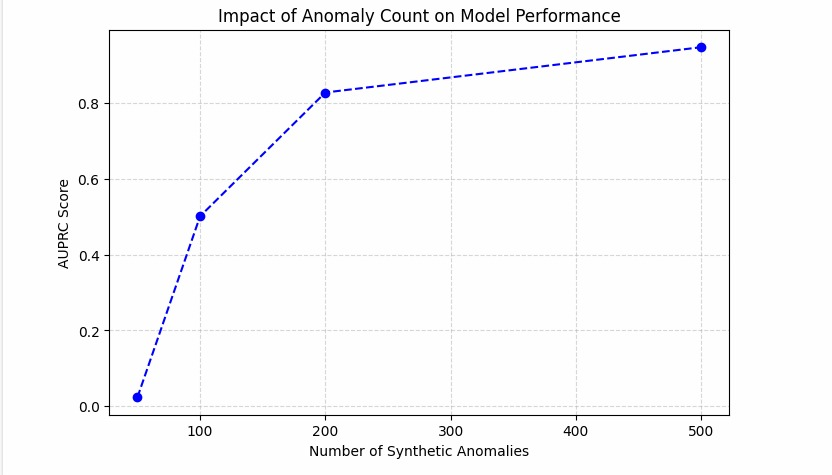 Impact of Anomaly Count on Model Performance
0.8
0.6
0.4
0.2
0.0
AUPRC Score
100 200 300 400 500
Number of Synthetic Anomalies